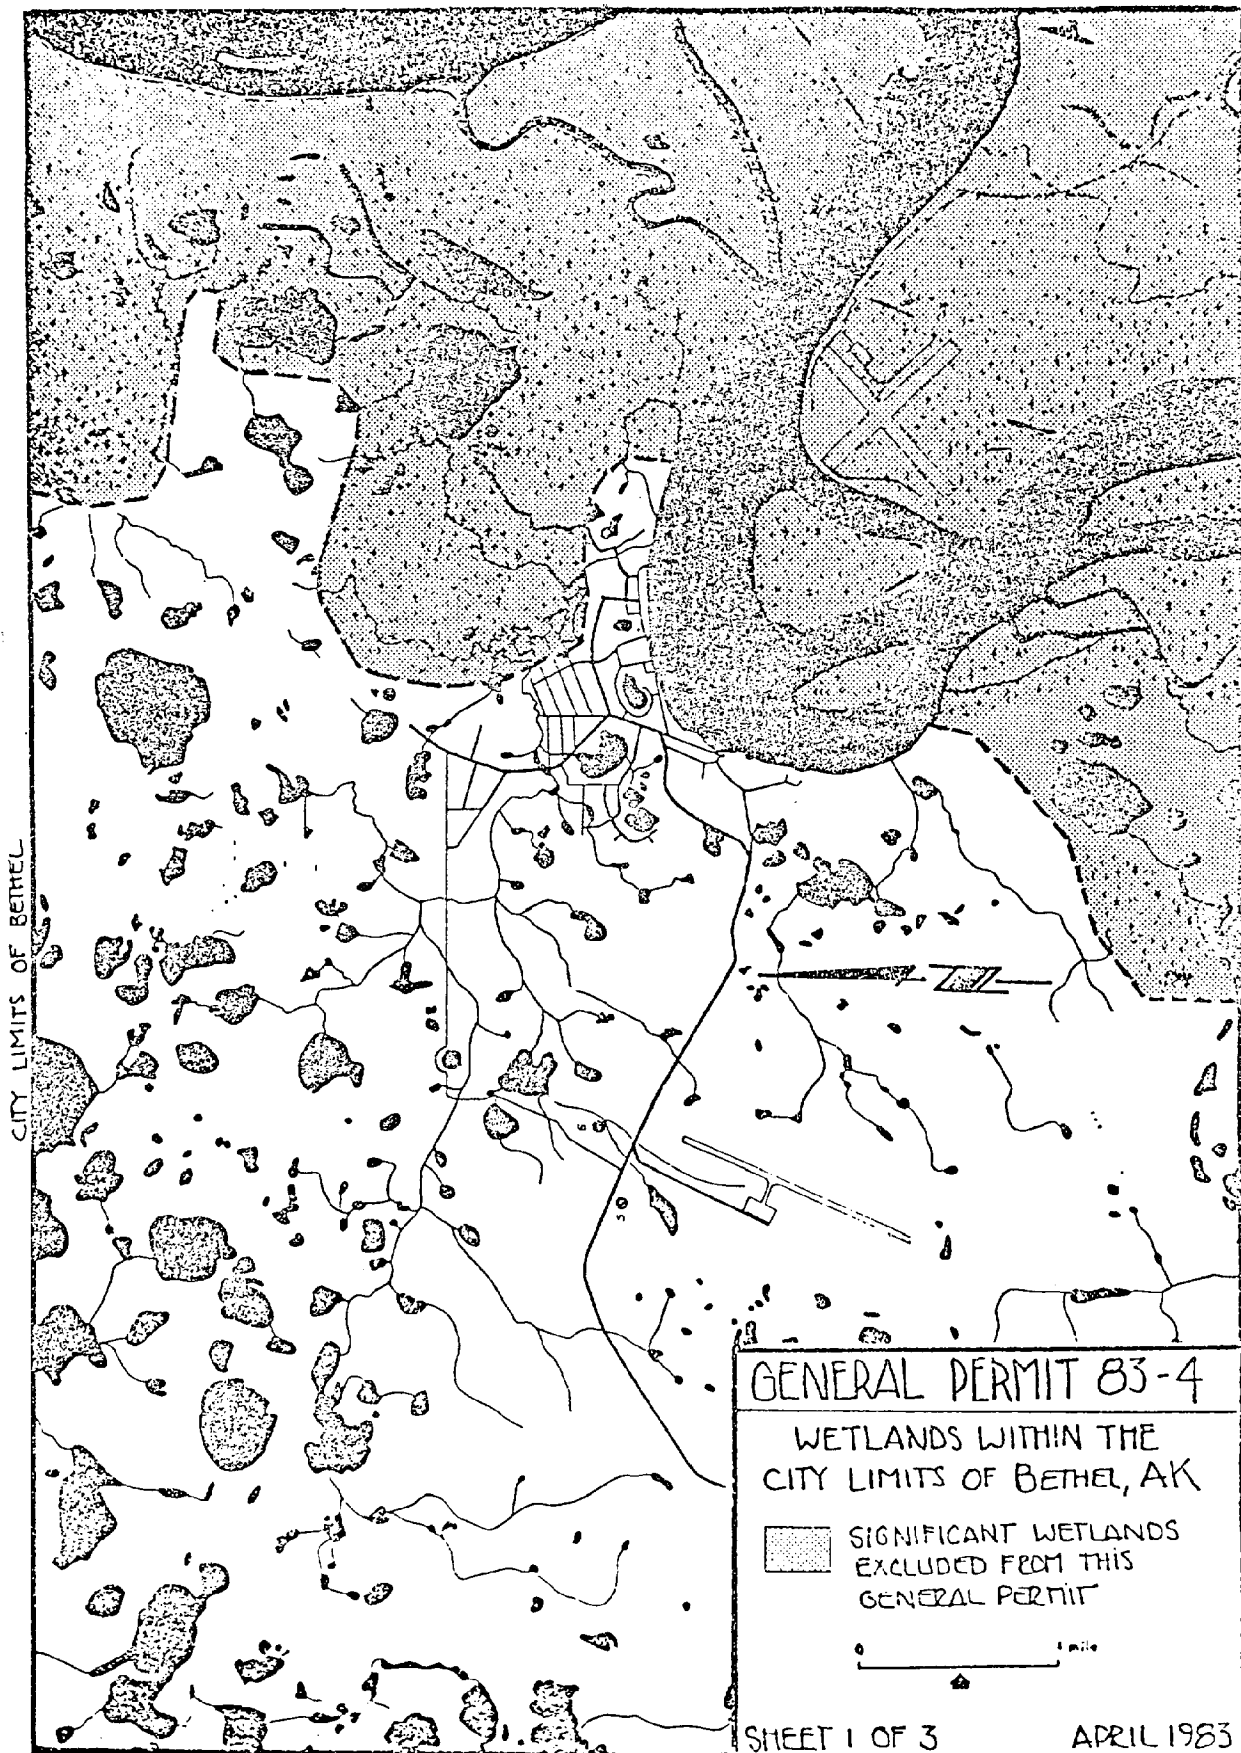 CITY LIMITS OF BETHEL
GENERAL PERMIT 83-4
WETLANDS WITHIN THE
CITY LIMITS OF BETHEL, AK
SIGNIFICANT WETLANDS
EXCLUDED FROM THIS
GENERAL PERMIT
0 1 mile
SHEET 1 OF 3 APRIL 1983